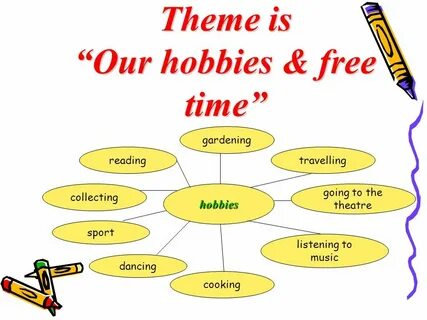 Theme is
“Our hobbies & free
time”
gardening
reading
travelling
collecting
hobbies
going to the
theatre
sport
listening to
music
dancing
cooking